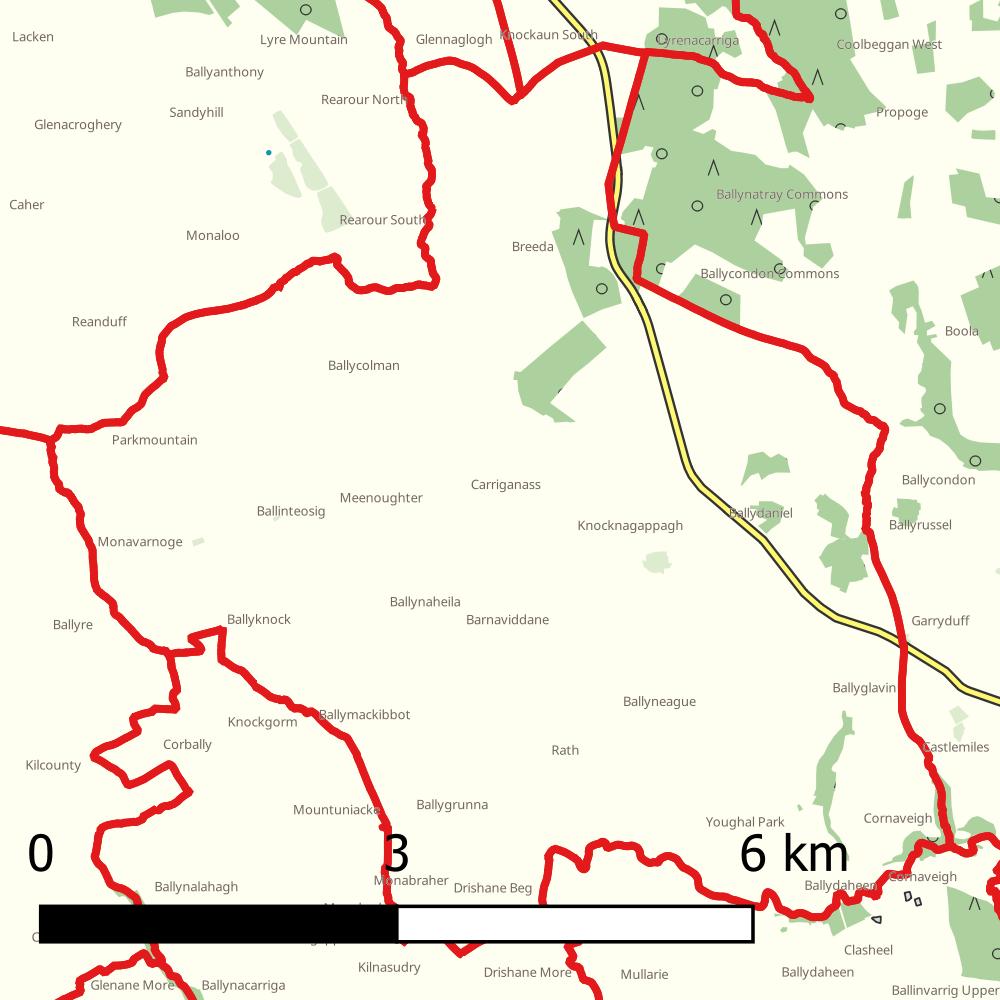 Lacken
Lyre Mountain
Glennaglogh
Knockaun South
Lyrenacarriga
Coolbeggan West
Ballyanthony
Rearour North
Sandyhill
Propoge
Glenacroghery
Ballynatray Commons
Caher
Rearour South
Monaloo
Breeda
Ballycondon Commons
Reanduff
Boola
Ballycolman
Parkmountain
Carriganass
Ballycondon
Meenoughter
Ballinteosig
Ballydaniel
Knocknagappagh
Ballyrussel
Monavarnoge
Ballynaheila
Ballyre
Ballyknock
Barnaviddane
Garryduff
Ballyglavin
Ballyneague
Ballymackibbot
Knockgorm
Corbally
Rath
Castlemiles
Kilcounty
Mountuniacke
Ballygrunna
Youghal Park
Cornaveigh
0 3 6 km
Ballynalahagh
Monabraher
Drishane Beg
Ballydaheen
Cornaveigh
Clasheel
Kilnasudry
Drishane More
Mullarie
Ballydaheen
Glenane More
Ballynacarriga
Ballinvarrig Upper